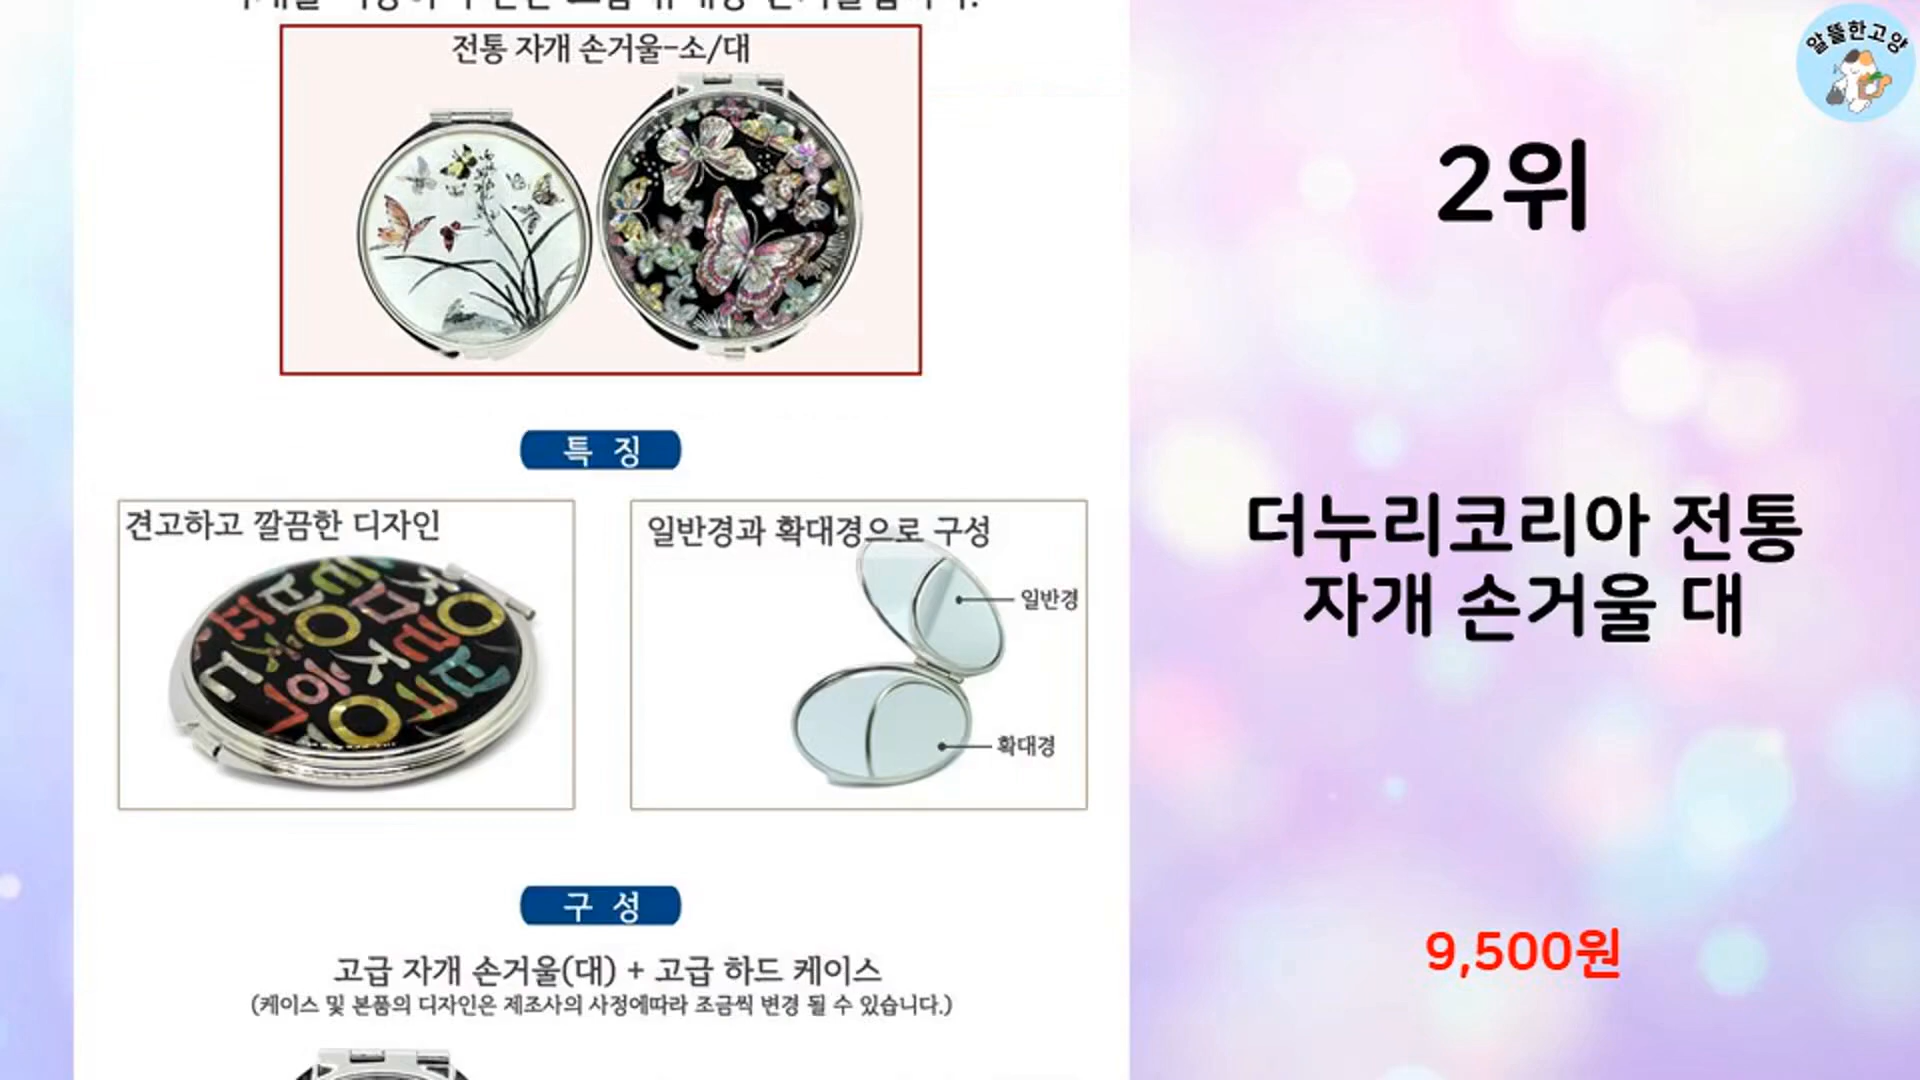 전통 자개 손거울-소/대
특 징
견고하고 깔끔한 디자인
일반경과 확대경으로 구성
일반경
확대경
구 성
고급 자개 손거울(대) + 고급 하드 케이스
(케이스 및 본품의 디자인은 제조사의 사정에따라 조금씩 변경 될 수 있습니다.)
알뜰한고양
2위
더누리코리아 전통
자개 손거울 대
9,500원